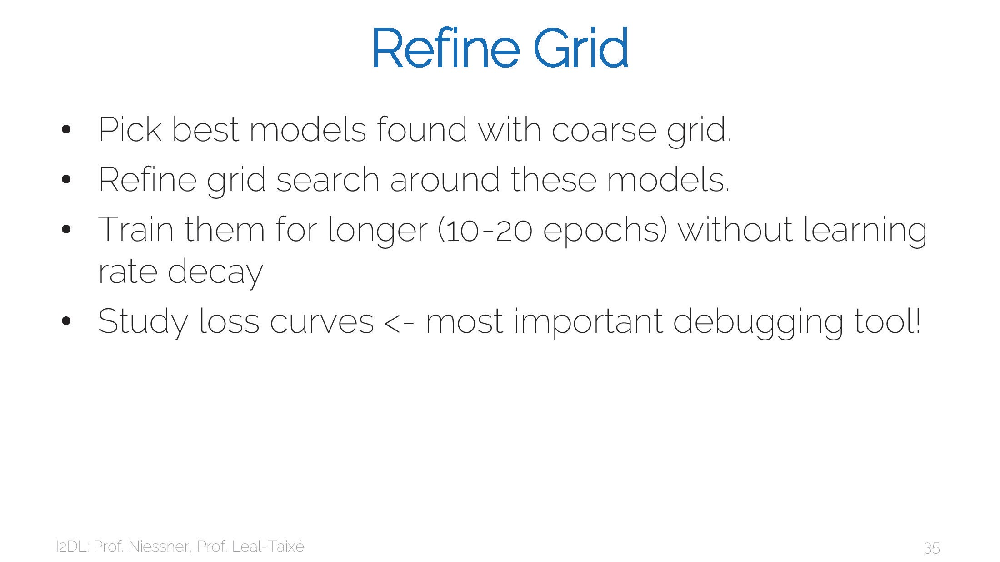 Refine Grid
• Pick best models found with coarse grid.
• Refine grid search around these models.
• Train them for longer (10-20 epochs) without learning
rate decay
• Study loss curves <- most important debugging tool!
I2DL: Prof. Niessner, Prof. Leal-Taixé
35